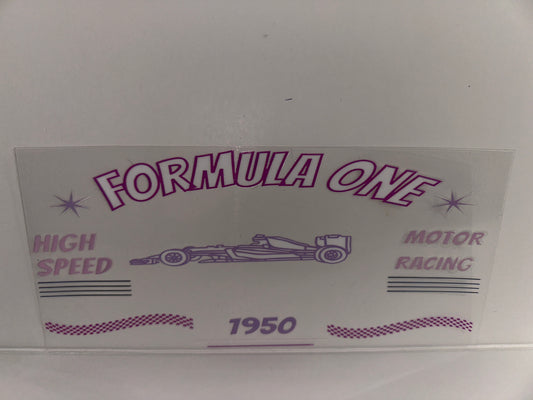 FORMULA ONE
HIGH
SPEED
MOTOR
RACING
1950